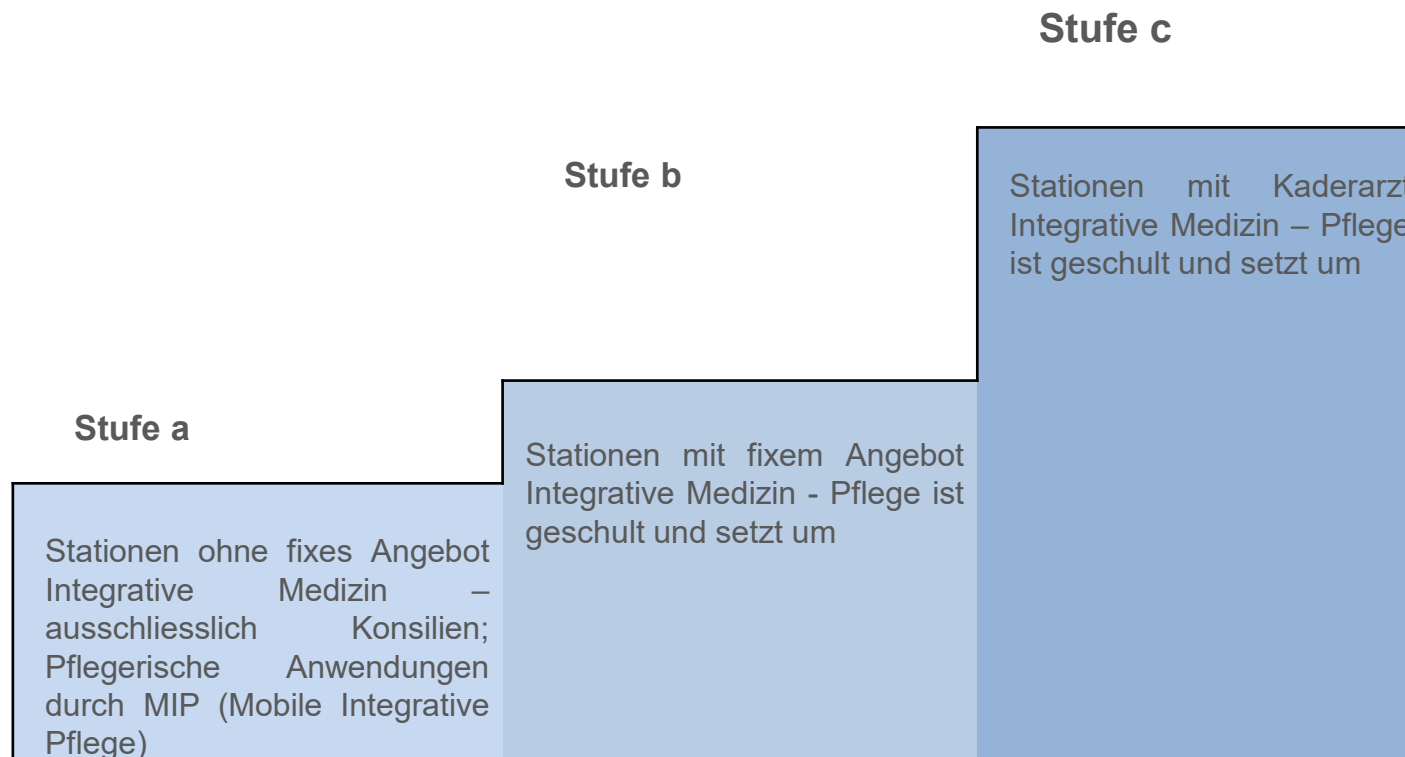 Stufe c
Stufe b
Stufe a
Stationen mit Kaderarzt
Integrative Medizin – Pflege
ist geschult und setzt um
Stationen mit fixem Angebot
Integrative Medizin - Pflege ist
geschult und setzt um
Stationen ohne fixes Angebot
Integrative Medizin –
ausschliesslich Konsilien;
Pflegerische Anwendungen
durch MIP (Mobile Integrative
Pflege)